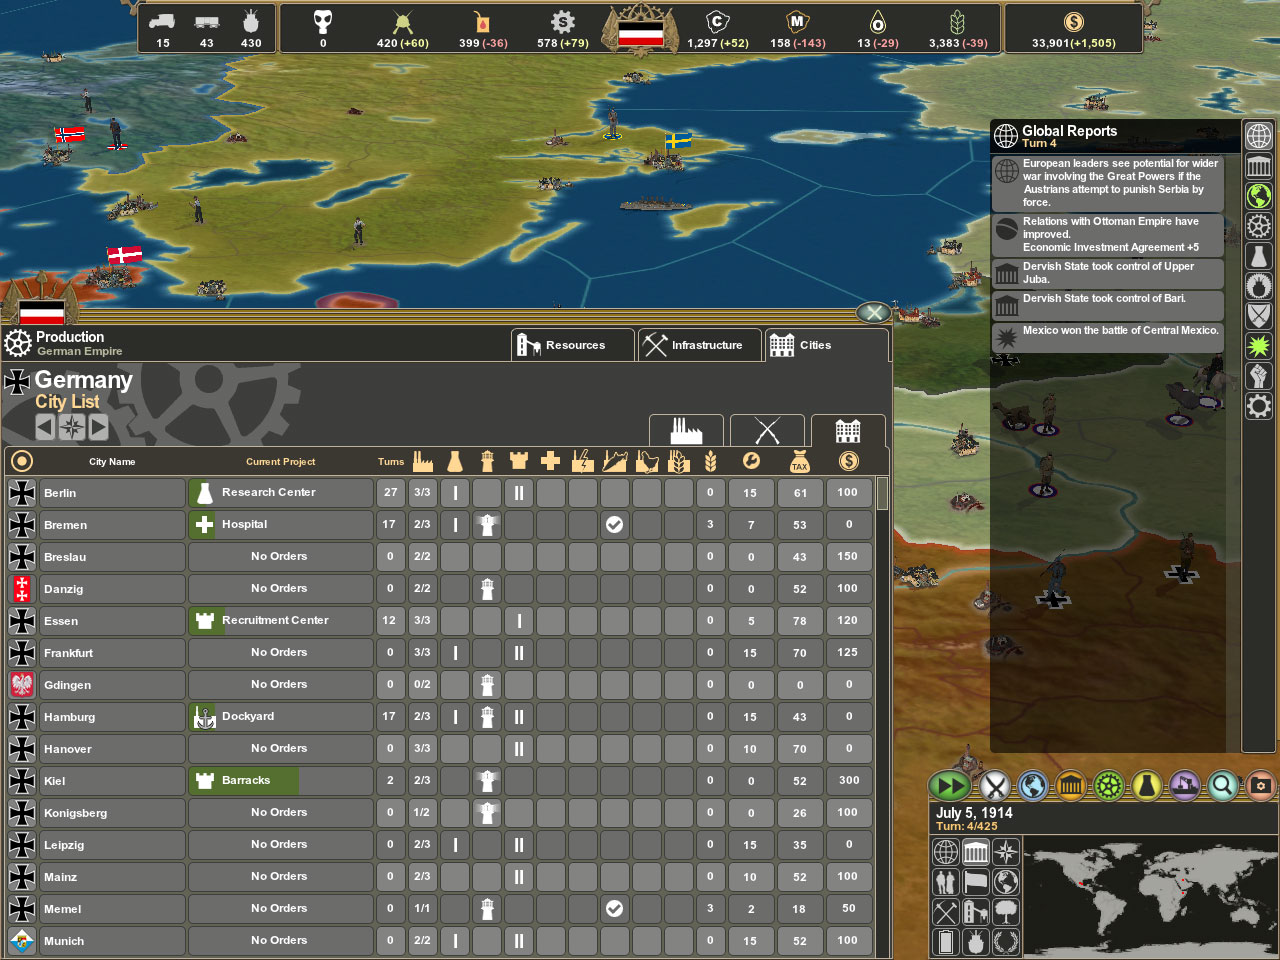 15 43 430 0 420 (+60) 399 (-36) 578 (+79) 1,297 (+52) 158 (-143) 13 (-29) 3,383 (-39) 33,901(+1,505)
Global Reports
Turn 4
European leaders see potential for wider
war involving the Great Powers if the
Austrians attempt to punish Serbia by
force.
Relations with Ottoman Empire have
improved.
Economic Investment Agreement +5
Dervish State took control of Upper
Juba.
Dervish State took control of Bari.
Mexico won the battle of Central Mexico.
Production
German Empire
Resources Infrastructure Cities
Germany
City List
City Name Current Project Turns TAX
Berlin Research Center 27 3/3 I II 0 15 61 100
Bremen Hospital 17 2/3 I 3 7 53 0
Breslau No Orders 0 2/2 0 0 43 150
Danzig No Orders 0 2/2 0 0 52 100
Essen Recruitment Center 12 3/3 I 0 5 78 120
Frankfurt No Orders 0 3/3 I II 0 15 70 125
Gdingen No Orders 0 0/2 0 0 0 0
Hamburg Dockyard 17 2/3 I II 0 15 43 0
Hanover No Orders 0 3/3 II 0 10 70 0
Kiel Barracks 2 2/3 0 0 52 300
Konigsberg No Orders 0 1/2 0 0 26 100
Leipzig No Orders 0 2/3 I II 0 15 35 0
Mainz No Orders 0 2/3 II 0 10 52 100
Memel No Orders 0 1/1 3 2 18 50
Munich No Orders 0 2/2 I II 0 15 52 100
July 5, 1914
Turn: 4/425